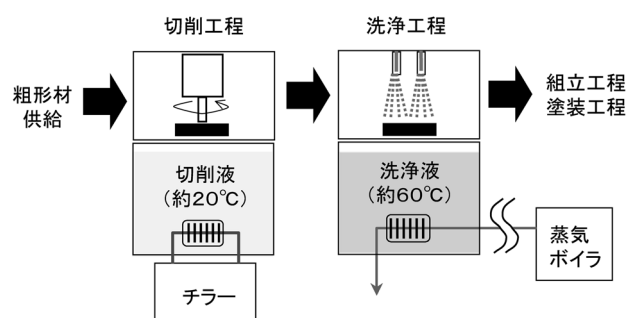 切削工程
洗浄工程
粗形材
供給
組立工程
塗装工程
切削液
（約20℃）
洗浄液
（約60℃）
蒸気
ボイラ
チラー